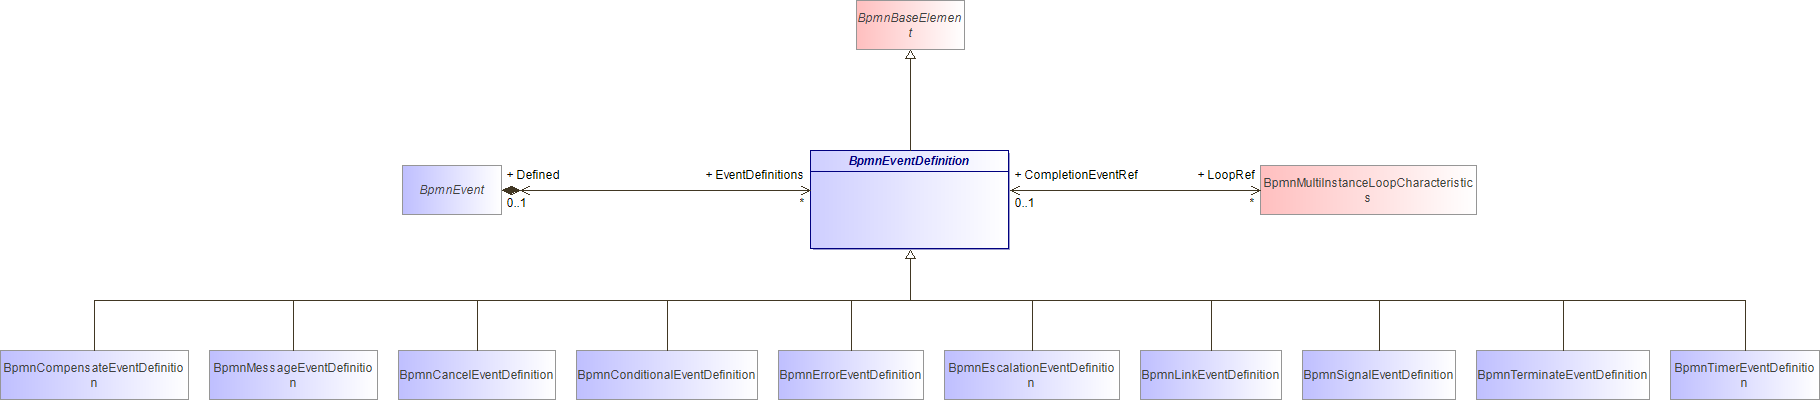 BpmnBaseElemen
t
BpmnEventDefinition
+ Defined
+ EventDefinitions
+ CompletionEventRef
+ LoopRef
BpmnEvent
BpmnMultiInstanceLoopCharacteristic
s
0..1
*
0..1
*
BpmnCompensateEventDefinitio
n
BpmnMessageEventDefinitio
n
BpmnCancelEventDefinition
BpmnConditionalEventDefinition
BpmnErrorEventDefinition
BpmnEscalationEventDefinitio
n
BpmnLinkEventDefinition
BpmnSignalEventDefinition
BpmnTerminateEventDefinition
BpmnTimerEventDefinitio
n